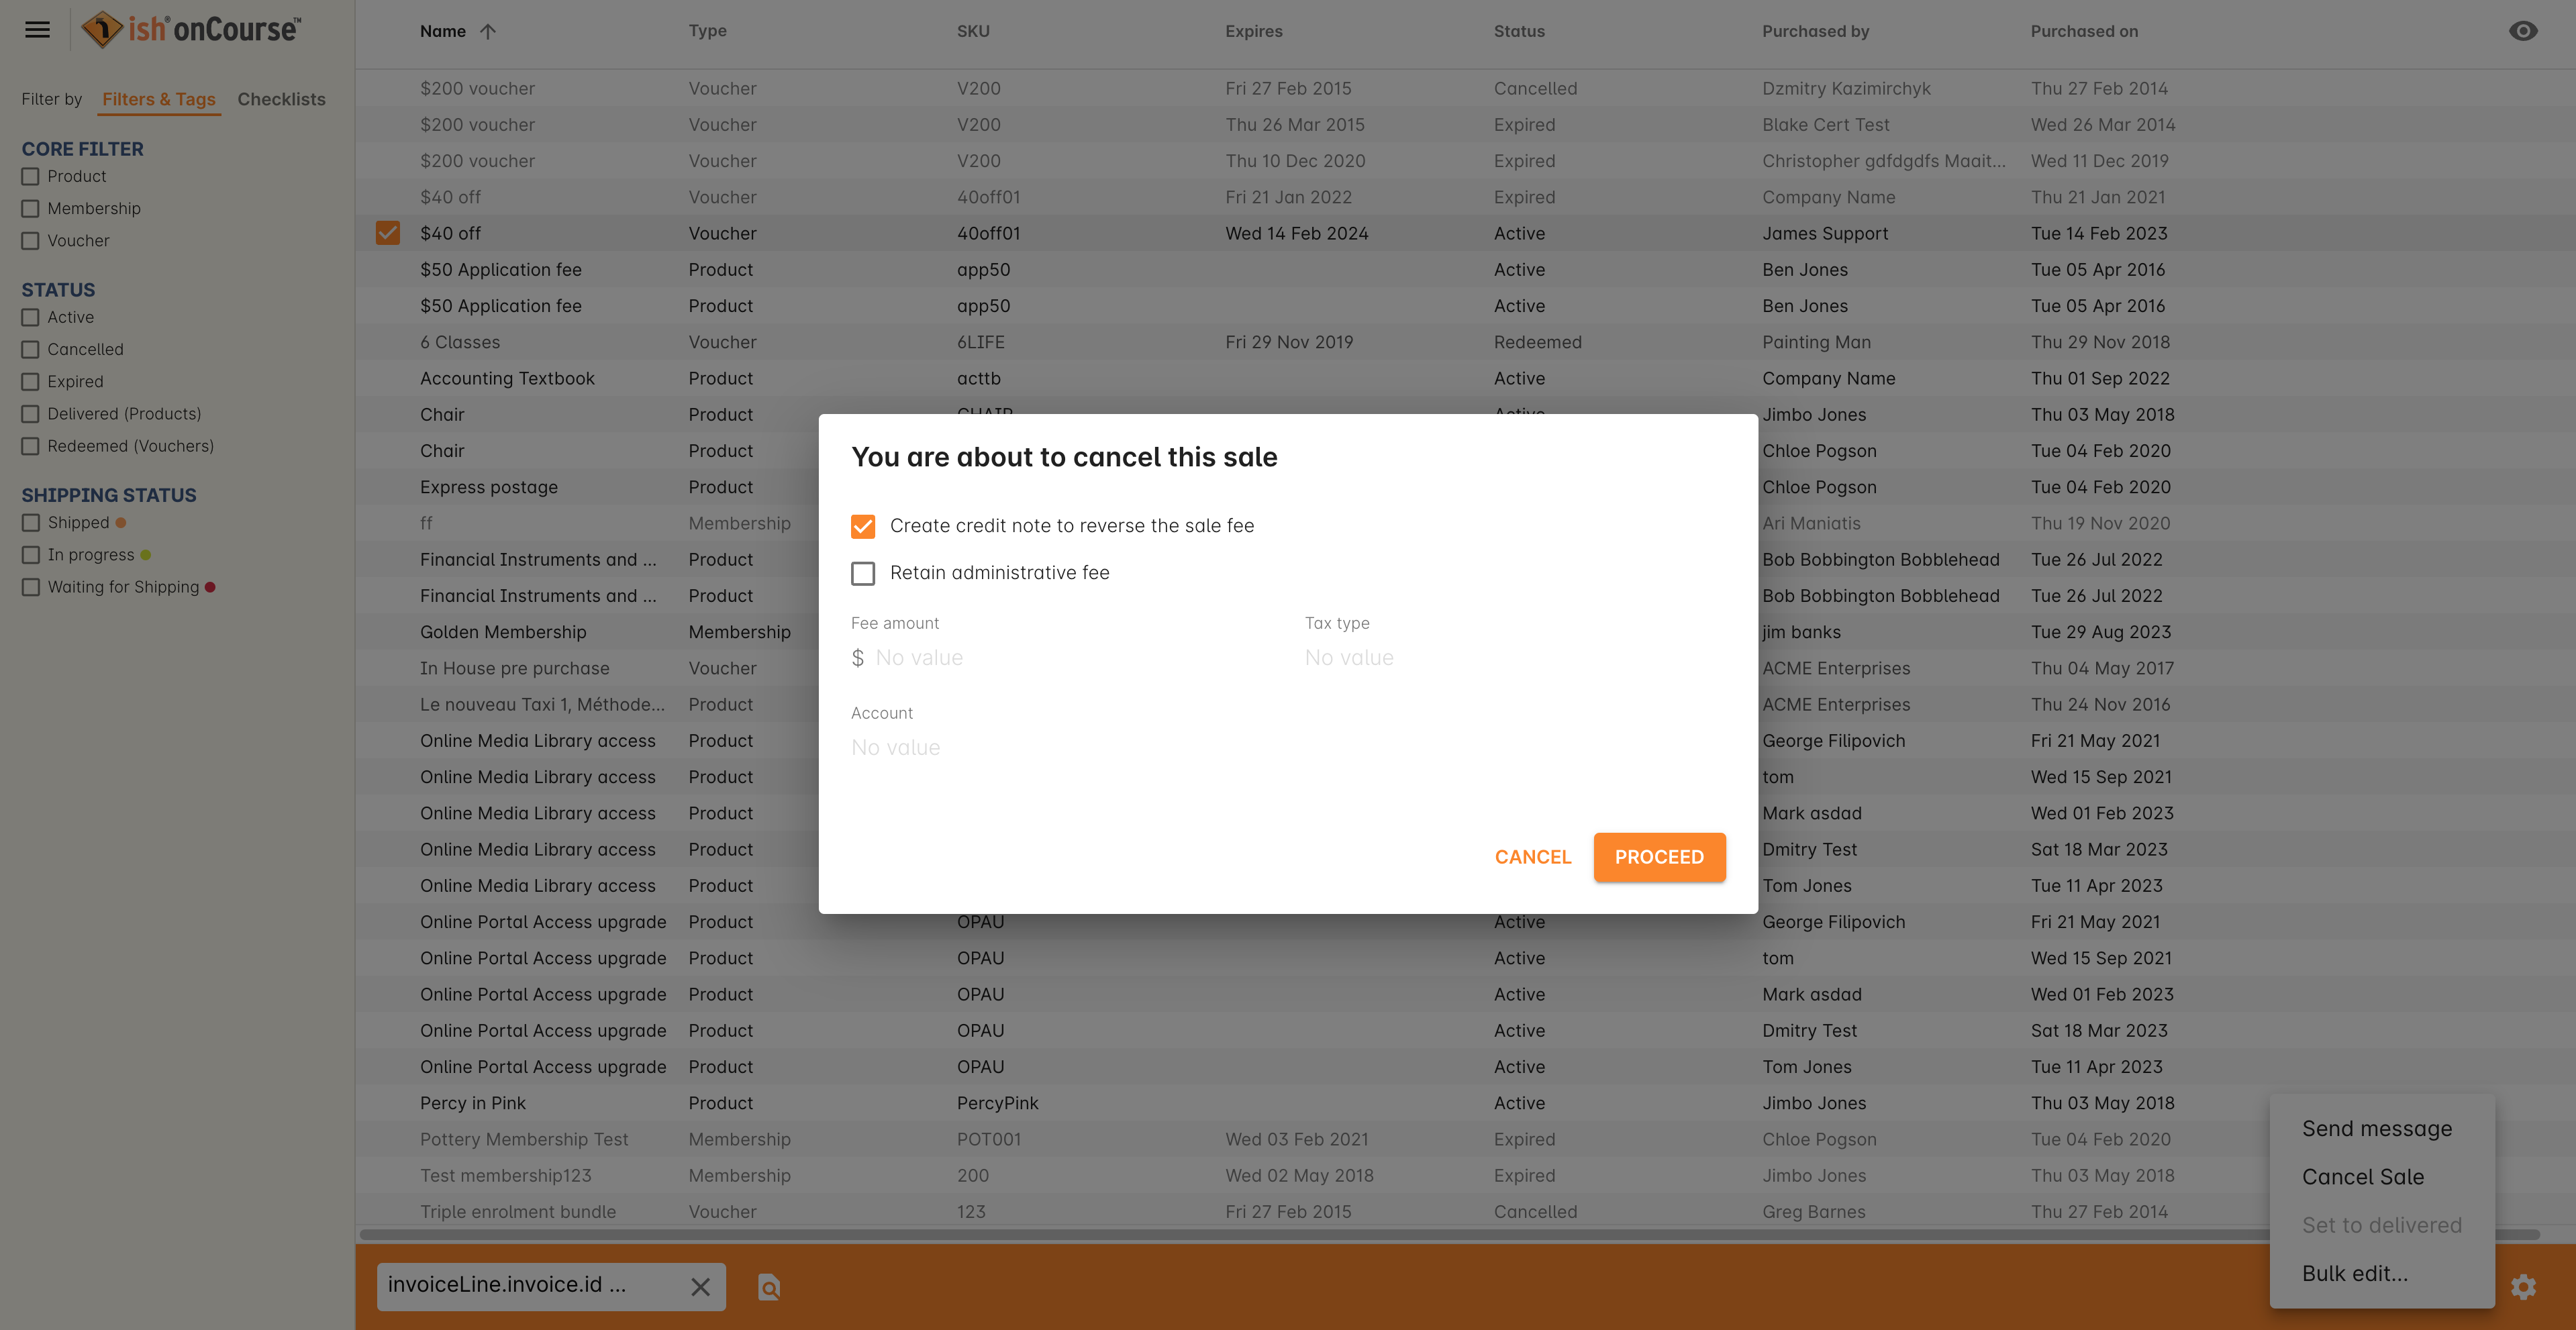 ish® onCourse™
Filter by Filters & Tags Checklists
CORE FILTER
Product
Membership
Voucher
STATUS
Active
Cancelled
Expired
Delivered (Products)
Redeemed (Vouchers)
SHIPPING STATUS
Shipped
In progress
Waiting for Shipping
Name Type SKU Expires Status Purchased by Purchased on
$200 voucher Voucher V200 Fri 27 Feb 2015 Cancelled Dzmitry Kazimirchyk Thu 27 Feb 2014
$200 voucher Voucher V200 Thu 26 Mar 2015 Expired Blake Cert Test Wed 26 Mar 2014
$200 voucher Voucher V200 Thu 10 Dec 2020 Expired Christopher gdfdgdfs Maait... Wed 11 Dec 2019
$40 off Voucher 40off01 Fri 21 Jan 2022 Expired Company Name Thu 21 Jan 2021
$40 off Voucher 40off01 Wed 14 Feb 2024 Active James Support Tue 14 Feb 2023
$50 Application fee Product app50 Active Ben Jones Tue 05 Apr 2016
$50 Application fee Product app50 Active Ben Jones Tue 05 Apr 2016
6 Classes Voucher 6LIFE Fri 29 Nov 2019 Redeemed Painting Man Thu 29 Nov 2018
Accounting Textbook Product acttb Active Company Name Thu 01 Sep 2022
Chair Product CHAIR Active Jimbo Jones Thu 03 May 2018
Chair Product Chloe Pogson Tue 04 Feb 2020
Express postage Product Chloe Pogson Tue 04 Feb 2020
ff Membership Ari Maniatis Thu 19 Nov 2020
Financial Instruments and ... Product Bob Bobbington Bobblehead Tue 26 Jul 2022
Financial Instruments and ... Product Bob Bobbington Bobblehead Tue 26 Jul 2022
Golden Membership Membership jim banks Tue 29 Aug 2023
In House pre purchase Voucher ACME Enterprises Thu 04 May 2017
Le nouveau Taxi 1, Méthode... Product ACME Enterprises Thu 24 Nov 2016
Online Media Library access Product George Filipovich Fri 21 May 2021
Online Media Library access Product tom Wed 15 Sep 2021
Online Media Library access Product Mark asdad Wed 01 Feb 2023
Online Media Library access Product Dmitry Test Sat 18 Mar 2023
Online Media Library access Product Tom Jones Tue 11 Apr 2023
Online Portal Access upgrade Product OPAU Active George Filipovich Fri 21 May 2021
Online Portal Access upgrade Product OPAU Active tom Wed 15 Sep 2021
Online Portal Access upgrade Product OPAU Active Mark asdad Wed 01 Feb 2023
Online Portal Access upgrade Product OPAU Active Dmitry Test Sat 18 Mar 2023
Online Portal Access upgrade Product OPAU Active Tom Jones Tue 11 Apr 2023
Percy in Pink Product PercyPink Active Jimbo Jones Thu 03 May 2018
Pottery Membership Test Membership POT001 Wed 03 Feb 2021 Expired Chloe Pogson Tue 04 Feb 2020
Test membership123 Membership 200 Wed 02 May 2018 Expired Jimbo Jones Thu 03 May 2018
Triple enrolment bundle Voucher 123 Fri 27 Feb 2015 Cancelled Greg Barnes Thu 27 Feb 2014
You are about to cancel this sale
Create credit note to reverse the sale fee
Retain administrative fee
Fee amount Tax type
$ No value No value
Account
No value
CANCEL PROCEED
Send message
Cancel Sale
Set to delivered
Bulk edit...
invoiceLine.invoice.id ...